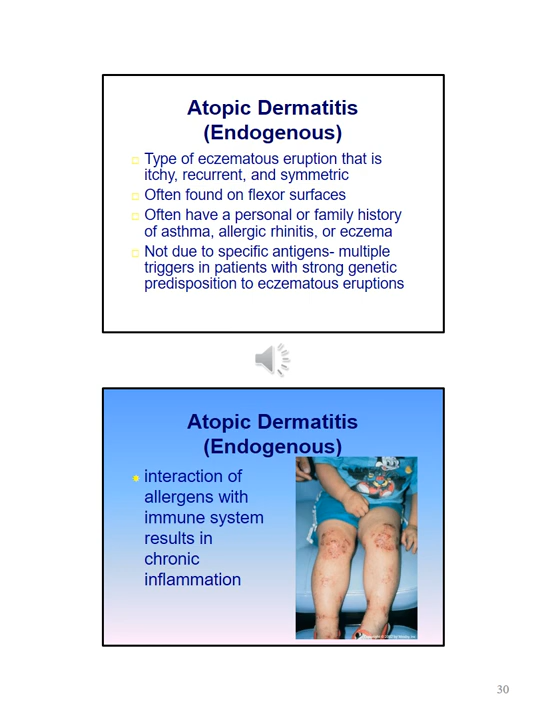 Atopic Dermatitis
(Endogenous)
Type of eczematous eruption that is
itchy, recurrent, and symmetric
Often found on flexor surfaces
Often have a personal or family history
of asthma, allergic rhinitis, or eczema
Not due to specific antigens- multiple
triggers in patients with strong genetic
predisposition to eczematous eruptions
Atopic Dermatitis
(Endogenous)
interaction of
allergens with
immune system
results in
chronic
inflammation
30